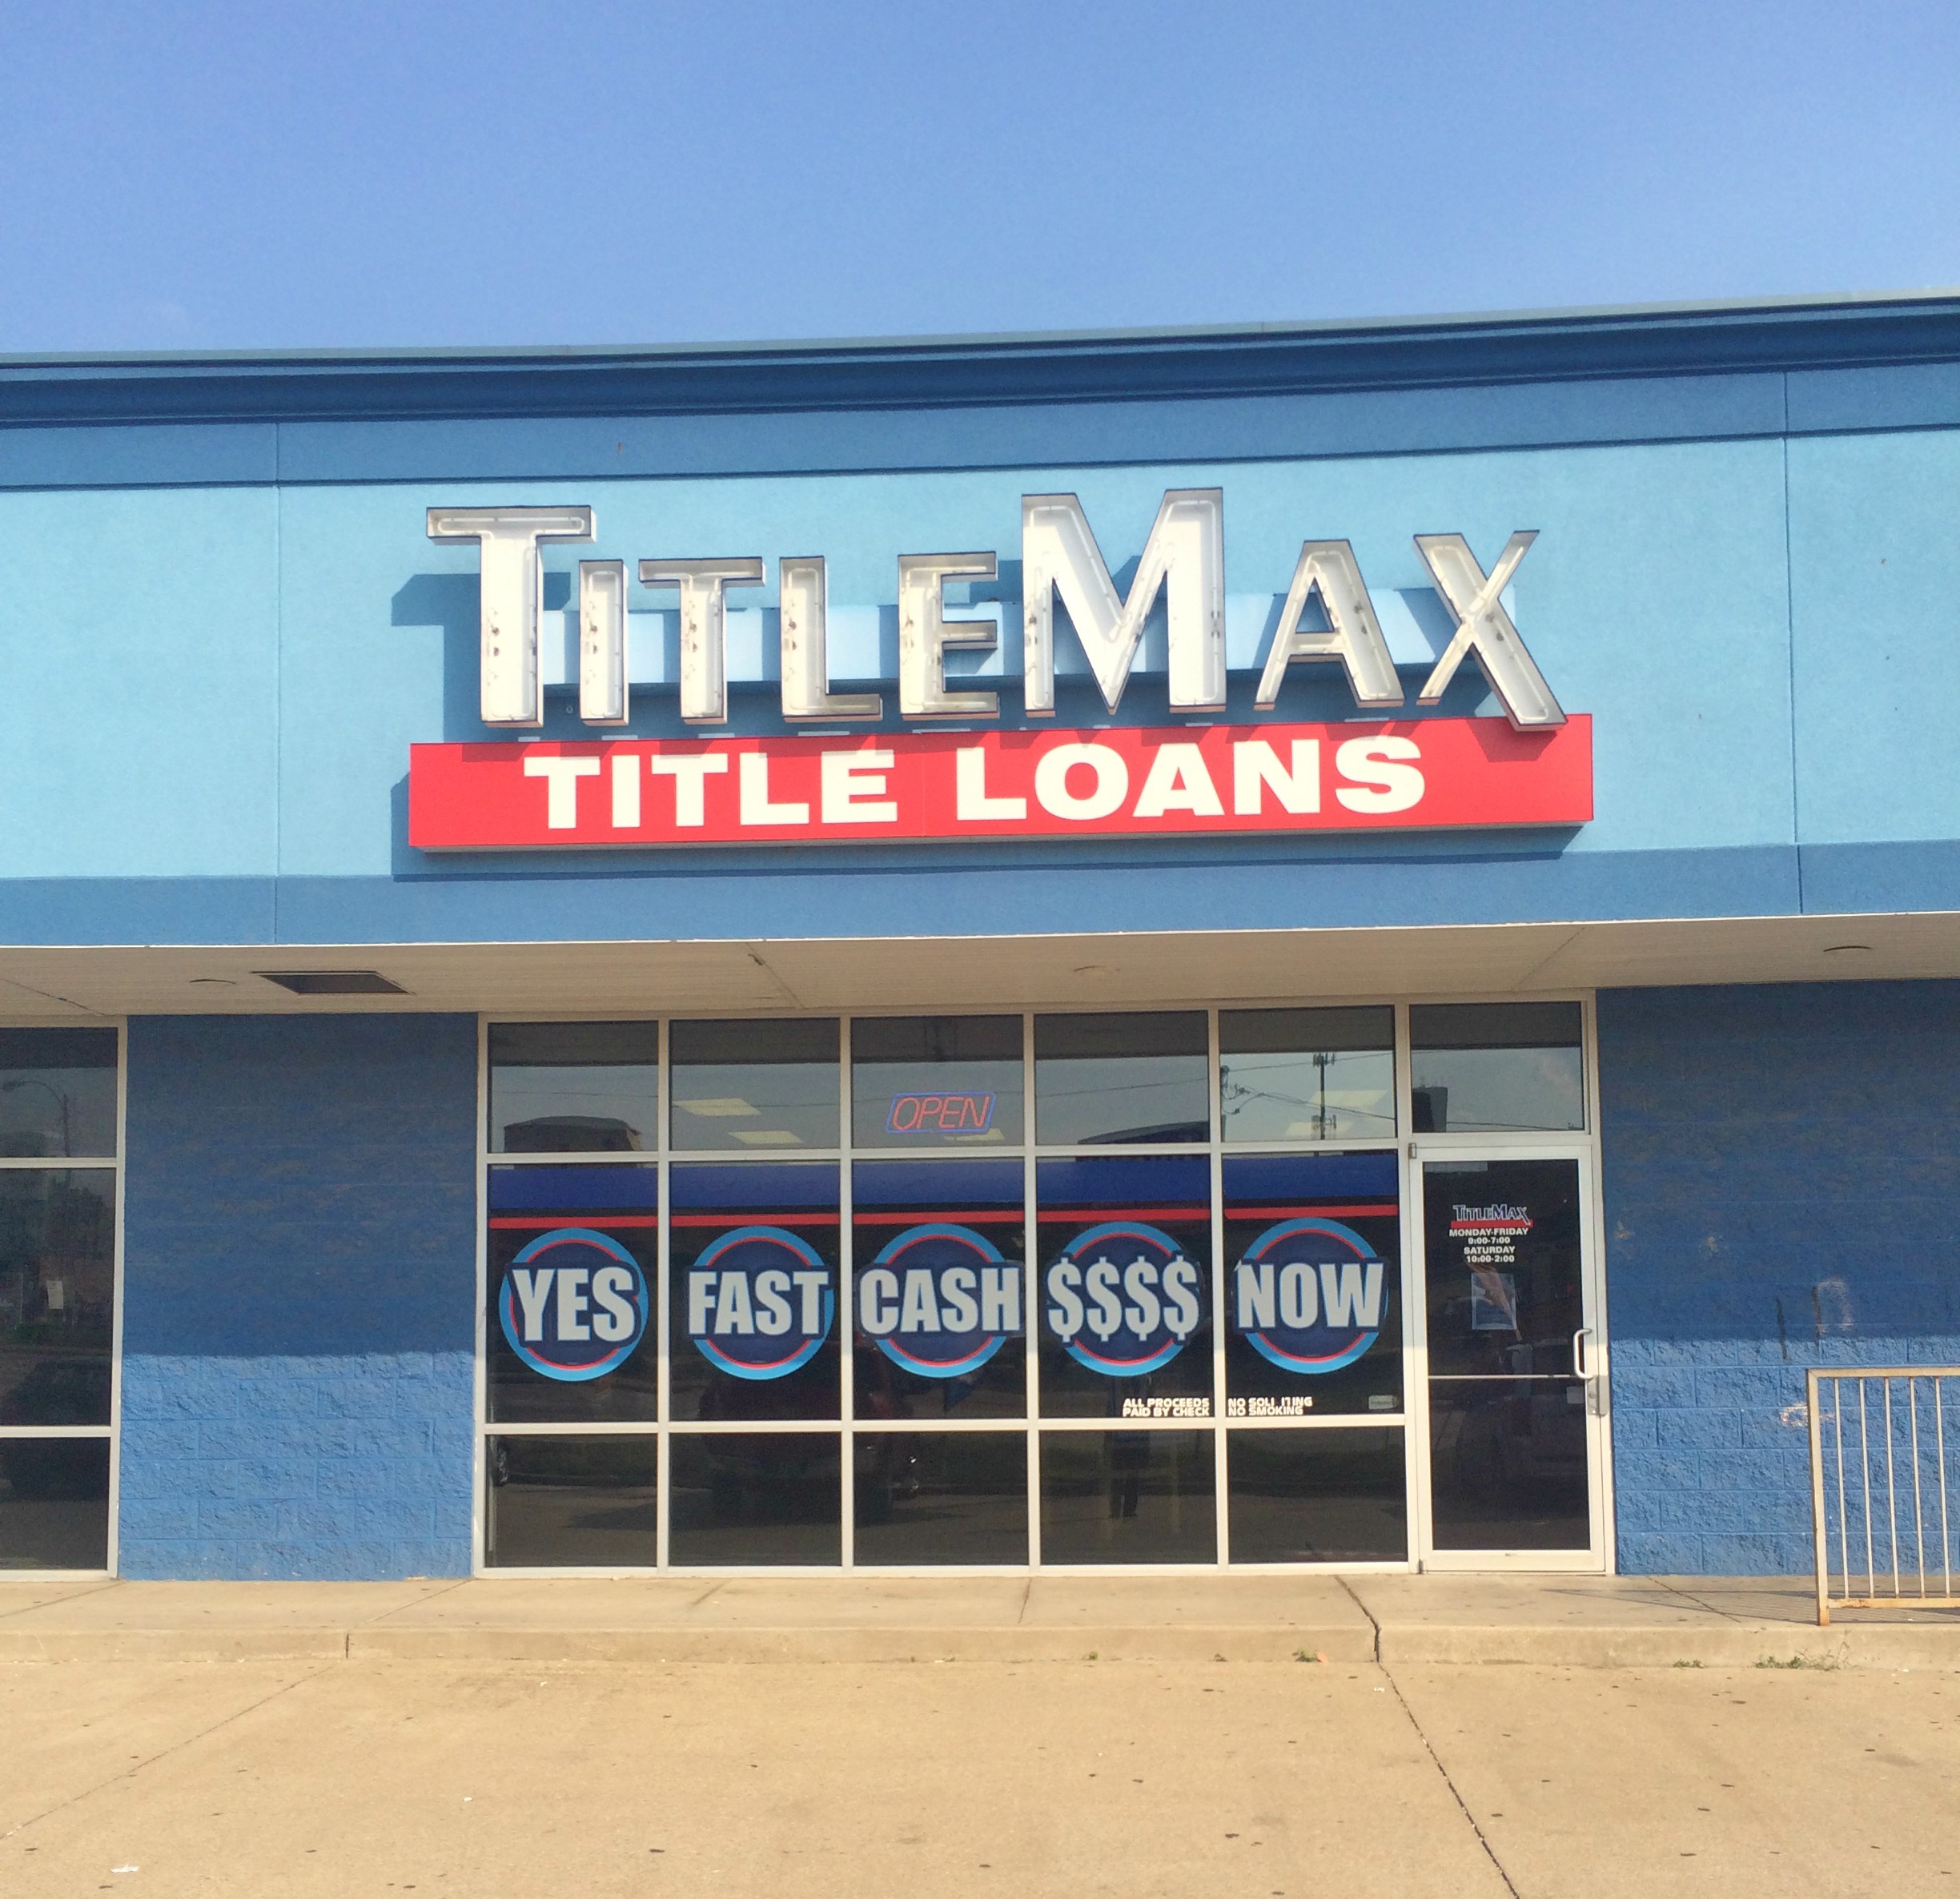 TITLEMAX
TITLE LOANS
OPEN
YES FAST CASH $$$$ NOW
TITLEMAX
MONDAY-FRIDAY
9:00-7:00
SATURDAY
10:00-2:00
ALL PROCEEDS
PAID BY CHECK
NO SMOKING